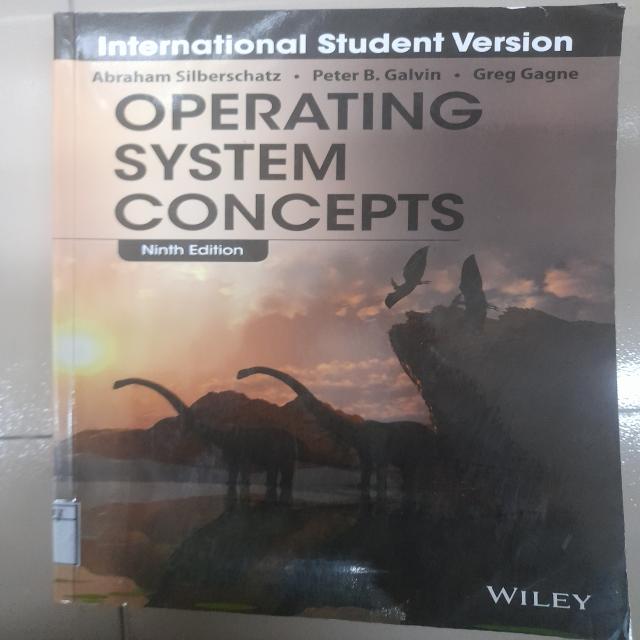 International Student Version
Abraham Silberschatz • Peter B. Galvin • Greg Gagne
OPERATING
SYSTEM
CONCEPTS
Ninth Edition
WILEY